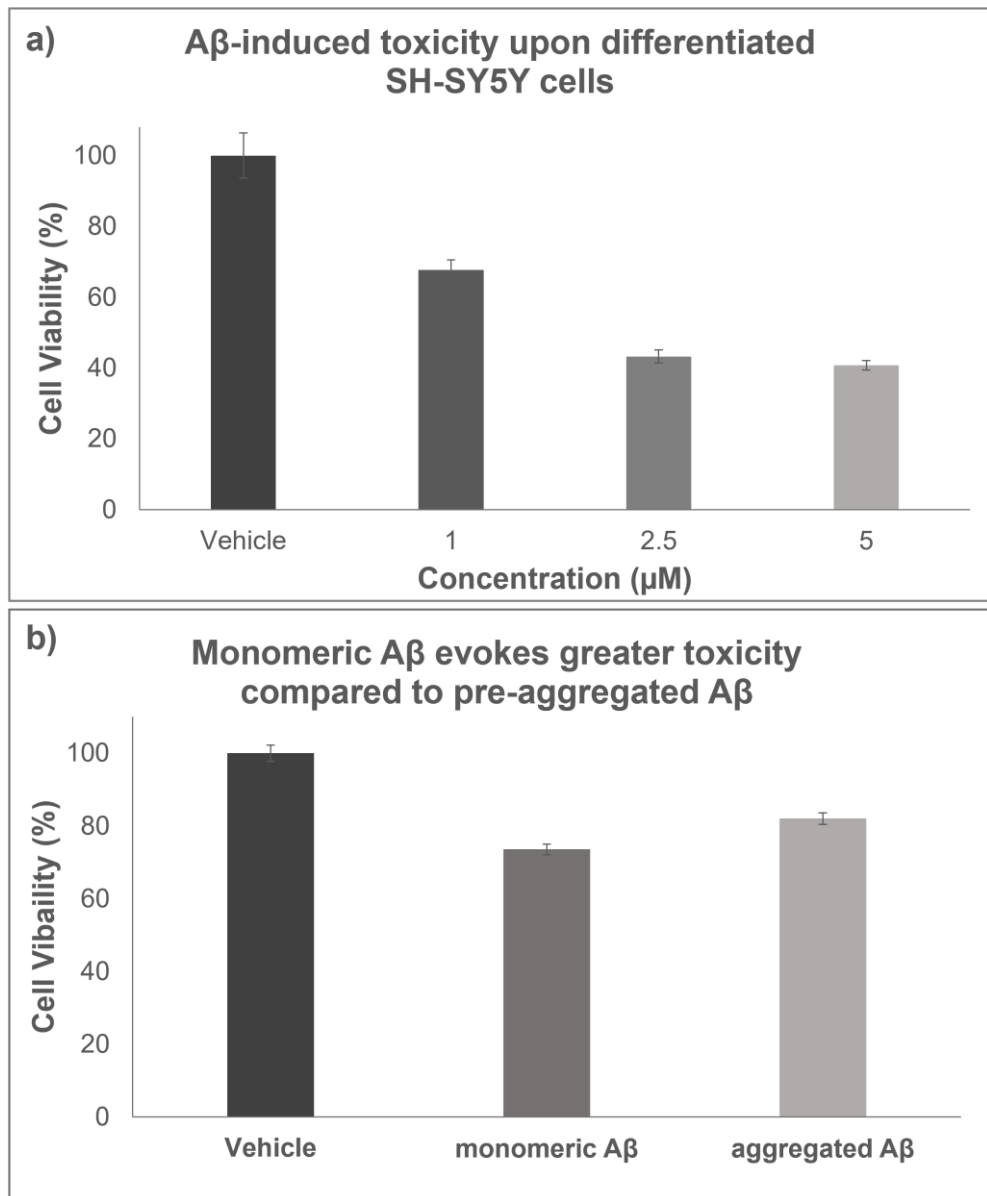 a)
Aβ-induced toxicity upon differentiated
SH-SY5Y cells
Cell Viability (%)
100
80
60
40
20
0
Vehicle 1 2.5 5
Concentration (µM)
b)
Monomeric Aβ evokes greater toxicity
compared to pre-aggregated Aβ
Cell Vibaility (%)
100
80
60
40
20
0
Vehicle monomeric Aβ aggregated Aβ